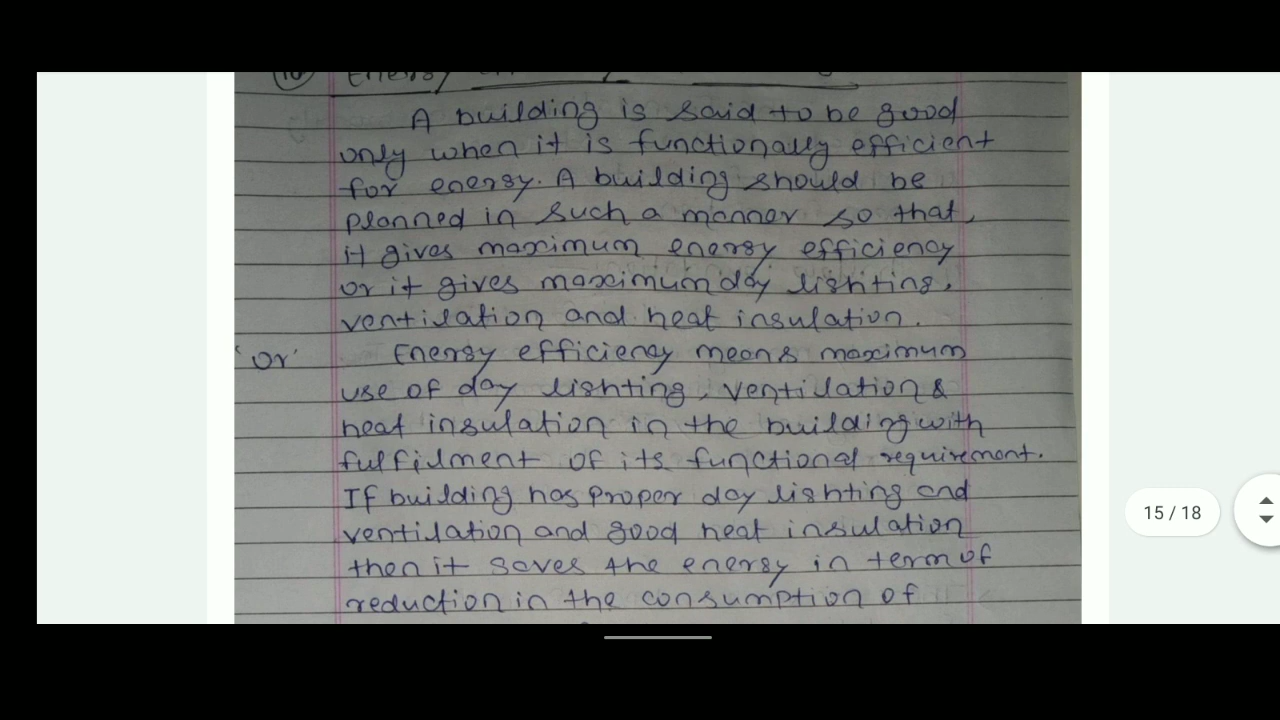 Energy
A building is said to be good
only when it is functionally efficient
for energy. A building should be
planned in such a manner so that,
it gives maximum energy efficiency
or it gives maximum day lighting,
ventilation and heat insulation.
'or' Energy efficiency means maximum
use of day lighting, ventilation &
heat insulation in the building with
fulfilment of its functional requirement.
If building has proper day lighting and
ventilation and good heat insulation
then it saves the energy in term of
reduction in the consumption of
15 / 18